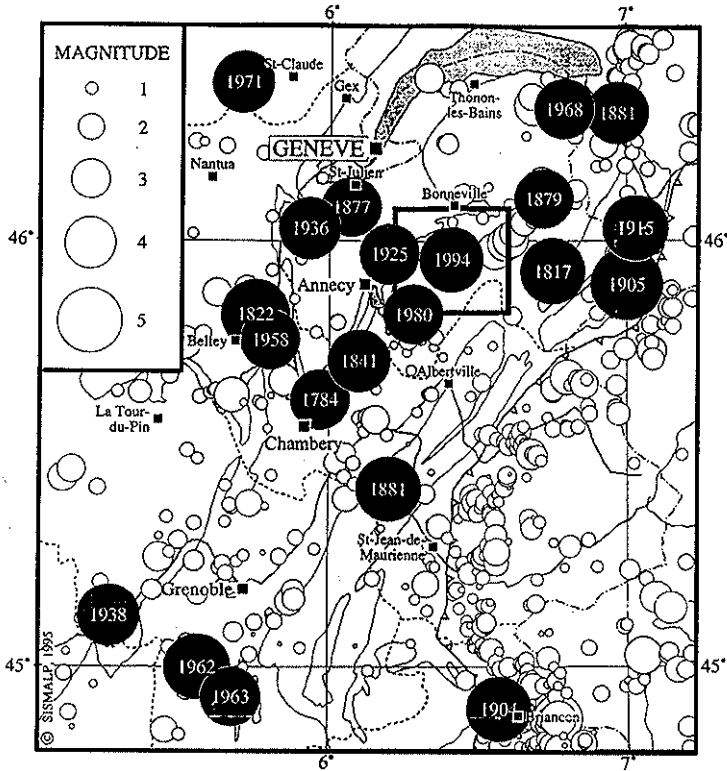 6°
7°
MAGNITUDE
1
2
3
4
5
1971
St-Claude
Gex
Thonon-
les-Bains
1968
1881
GENEVE
Nantua
St-Julien
1877
Bonneville
1879
46°
1936
1925
1994
1915
46°
Annecy
1817
1905
1822
1980
Belley
1958
1841
Albertville
1784
La Tour-
du-Pin
Chambery
1881
St-Jean-de-
Maurienne
Grenoble
1938
45°
1962
1963
1904
Briancon
45°
© SISMALP, 1995
6°
7°